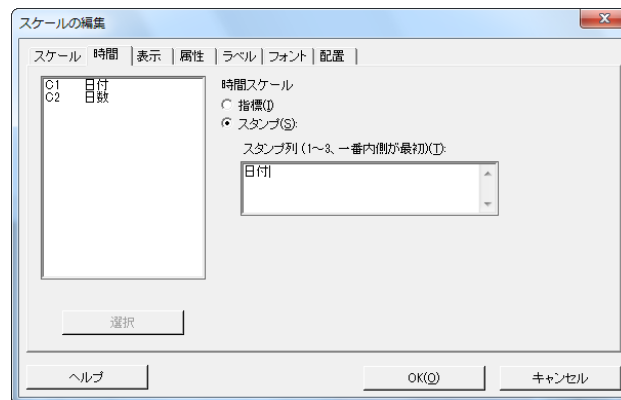 スケールの編集
スケール 時間 表示 属性 ラベル フォント 配置
C1 日付
C2 日数
時間スケール
指標(I)
スタンプ(S):
スタンプ列 (1～3、一番内側が最初)(T):
日付
選択
ヘルプ
OK(O)
キャンセル